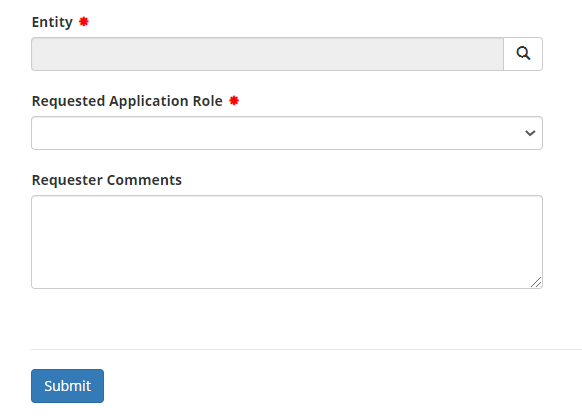 Entity
Requested Application Role
Requester Comments
Submit